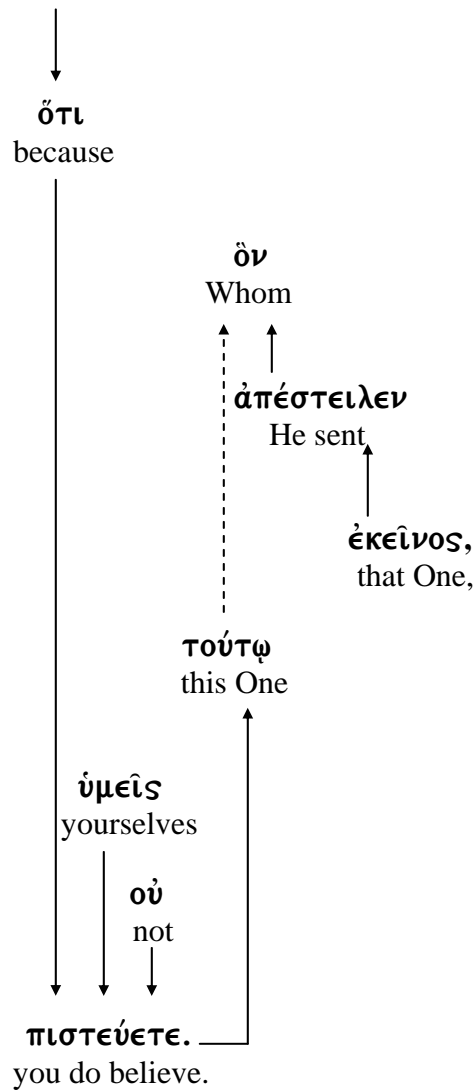 ὅτι
because
ὃν
Whom
ἀπέστειλεν
He sent
ἐκεῖνος,
that One,
τούτῳ
this One
ὑμεῖς
yourselves
οὐ
not
πιστεύετε.
you do believe.